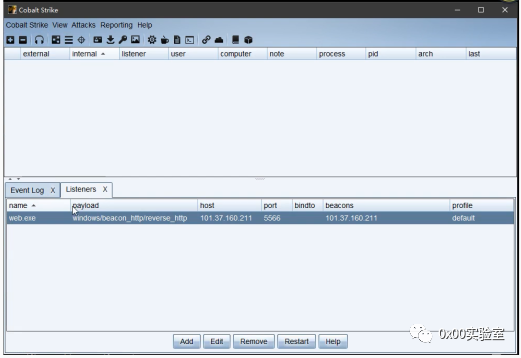 Cobalt Strike
Cobalt Strike View Attacks Reporting Help
external internal listener user computer note process pid arch last
Event Log X Listeners X
name payload host port bindto beacons profile
web.exe windows/beacon_http/reverse_http 101.37.160.211 5566 101.37.160.211 default
Add Edit Remove Restart Help
0x00实验室